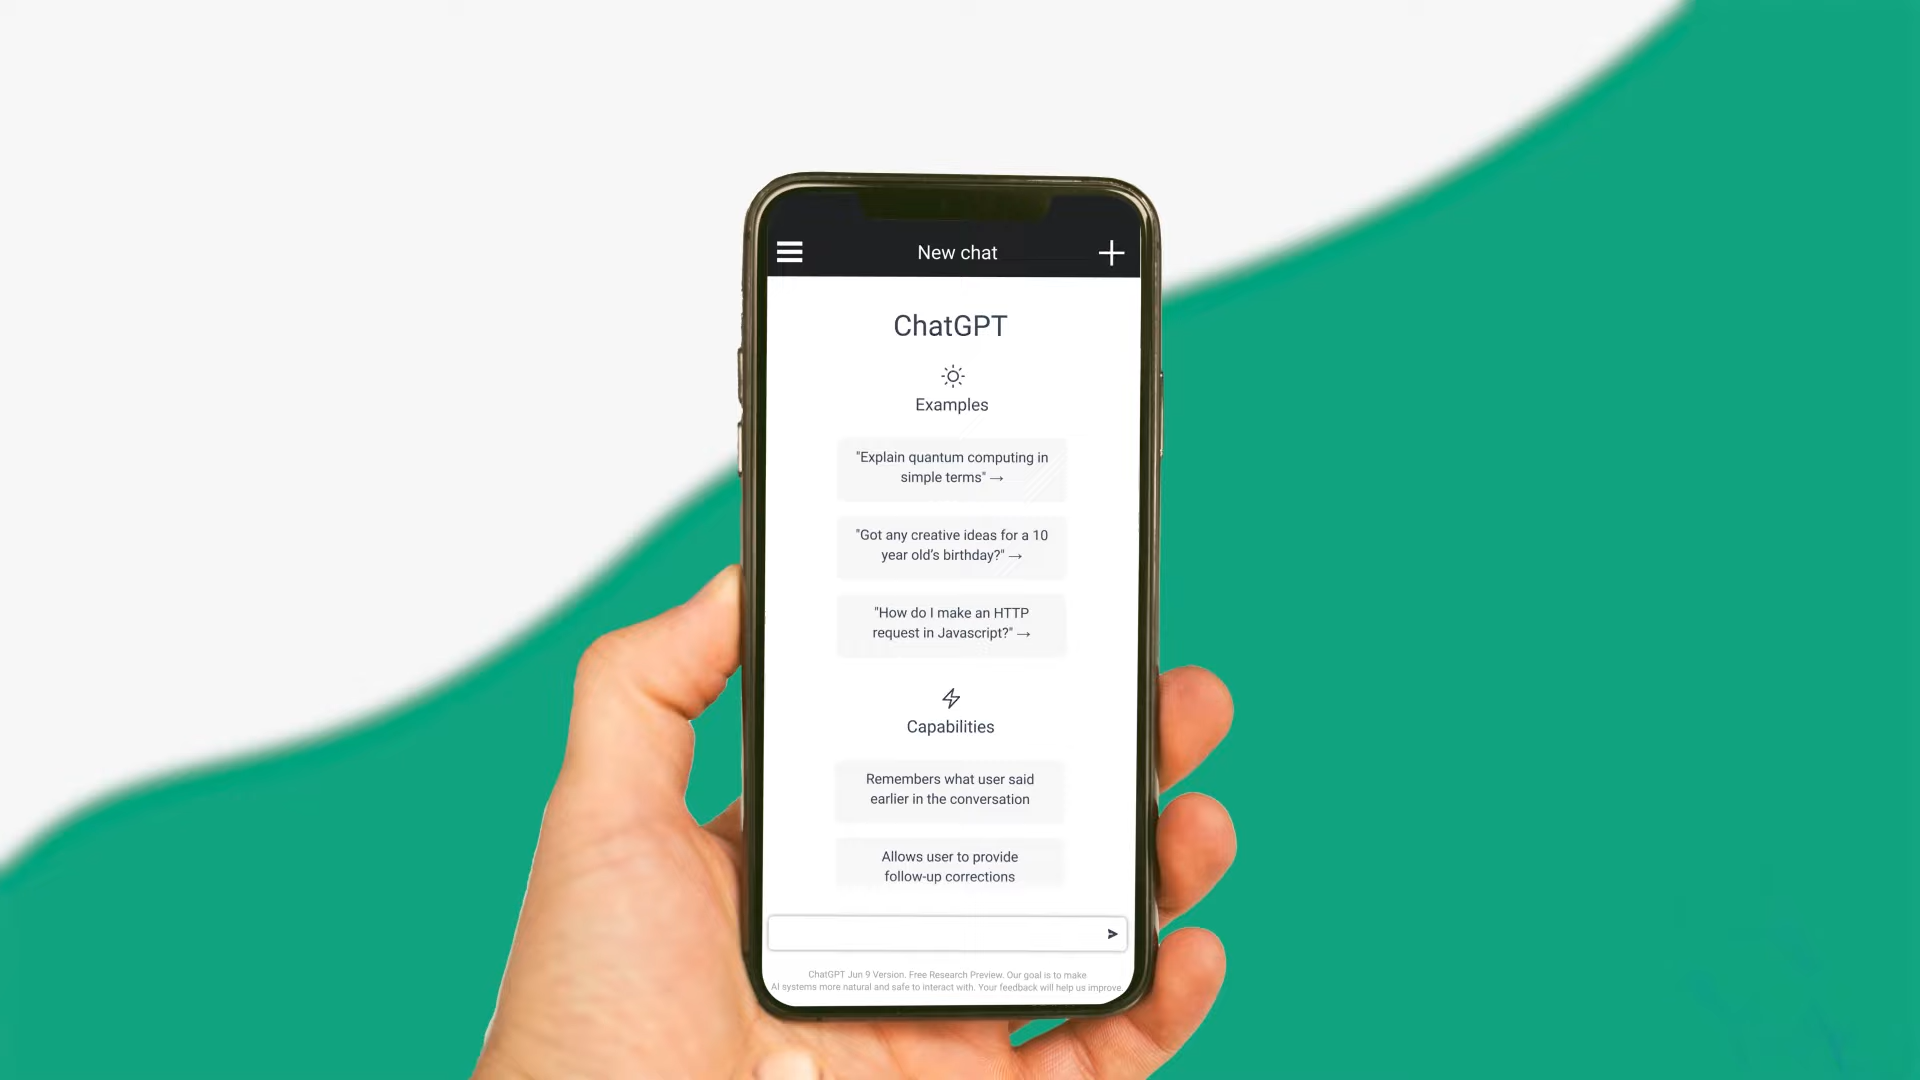 New chat
ChatGPT
Examples
"Explain quantum computing in
simple terms" →
"Got any creative ideas for a 10
year old's birthday?" →
"How do I make an HTTP
request in Javascript?" →
Capabilities
Remembers what user said
earlier in the conversation
Allows user to provide
follow-up corrections
ChatGPT Jun 9 Version. Free Research Preview. Our goal is to make
AI systems more natural and safe to interact with. Your feedback will help us improve.